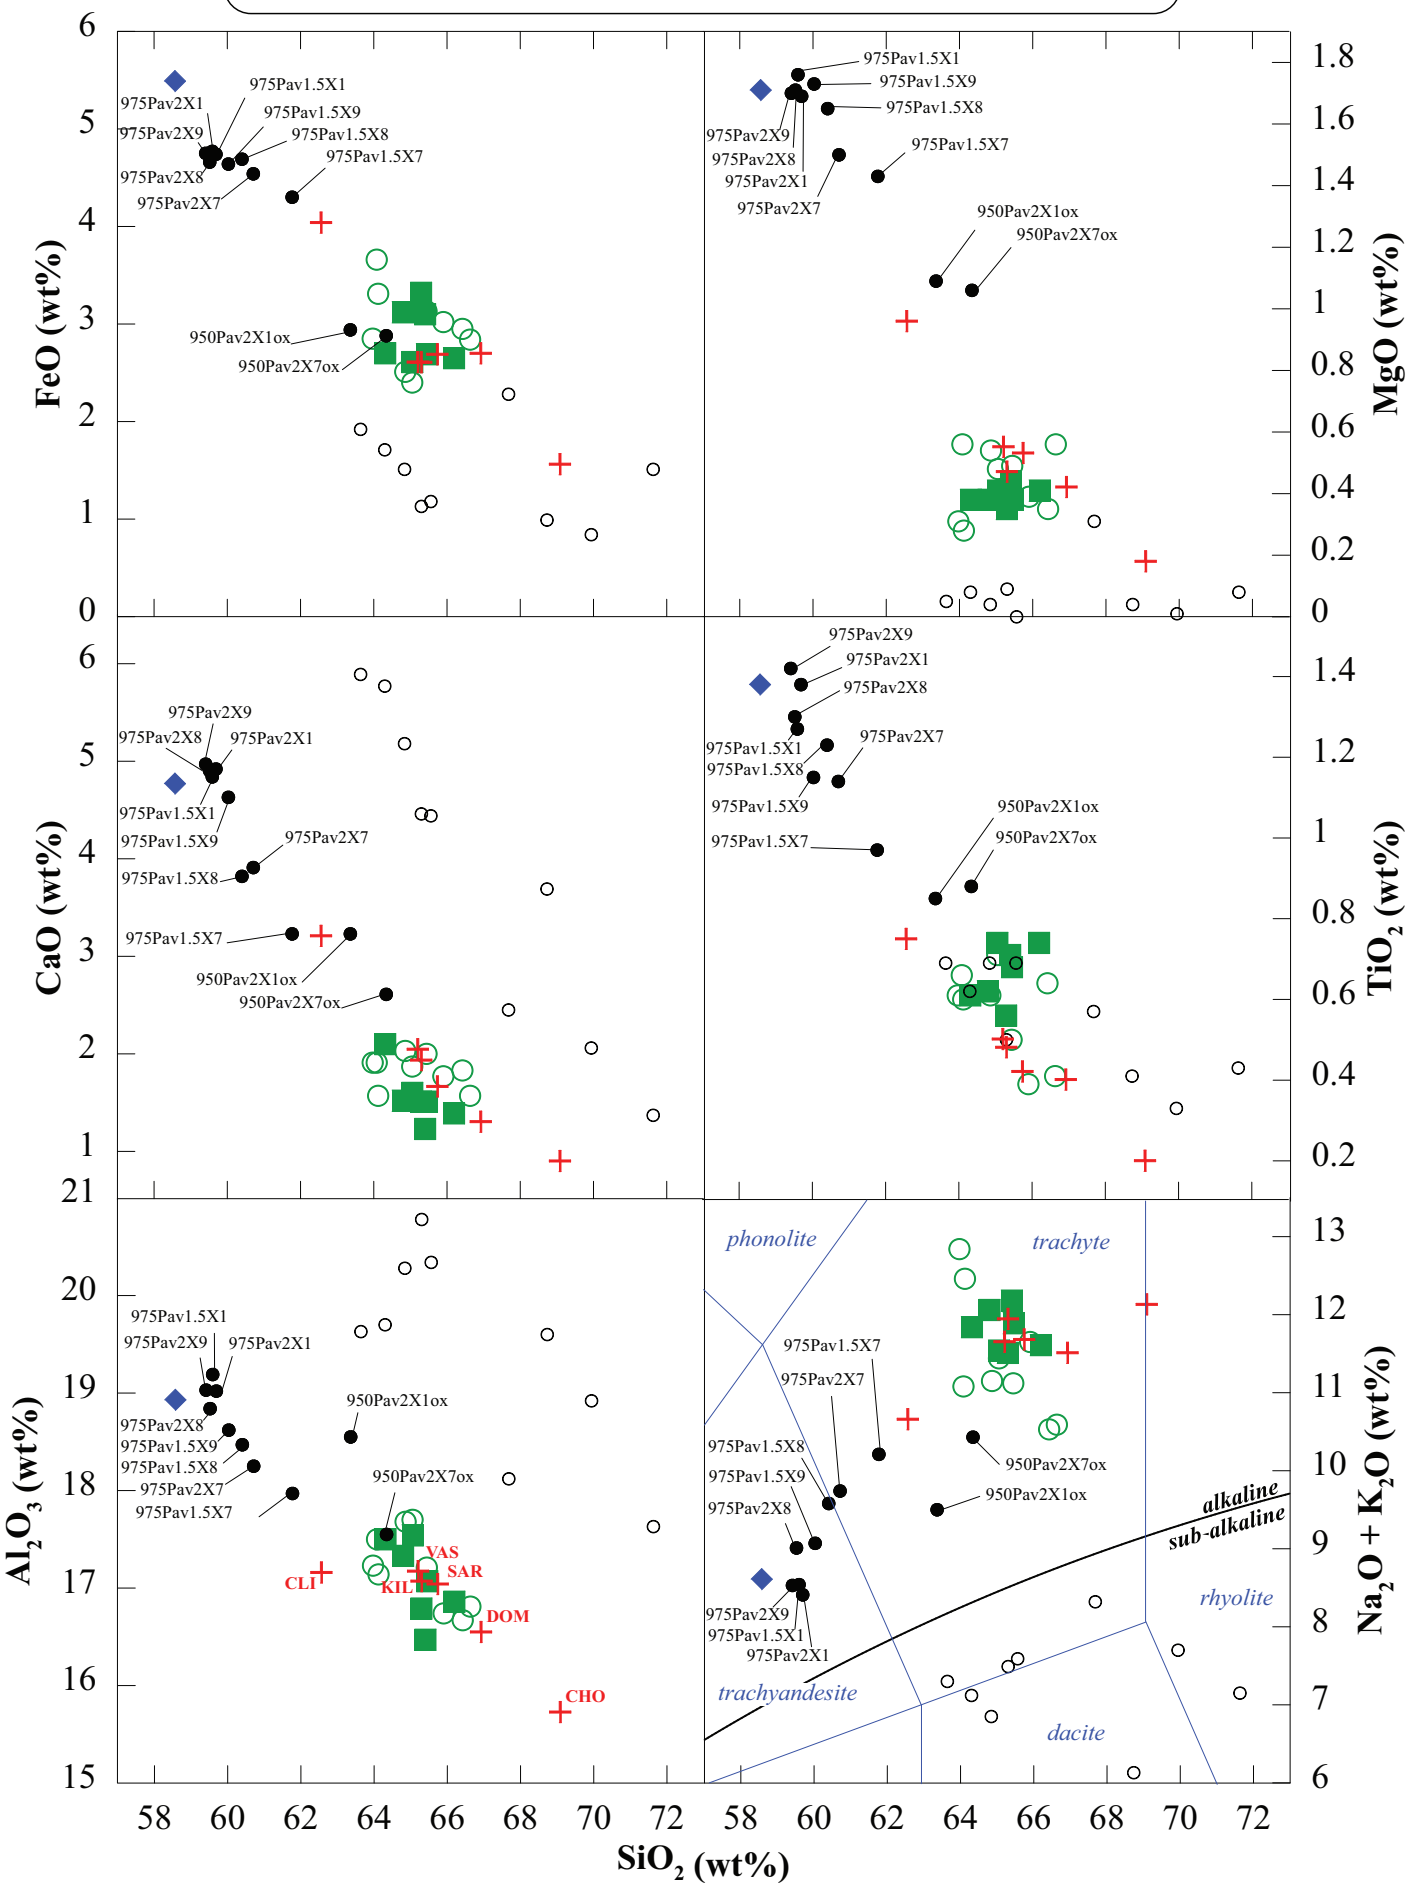 6
5
4
3
2
1
0
FeO (wt%)
975Pav1.5X1
975Pav2X1
975Pav1.5X9
975Pav2X9
975Pav1.5X8
975Pav1.5X7
975Pav2X8
975Pav2X7
950Pav2X1ox
950Pav2X7ox
1.8
1.6
1.4
1.2
1
0.8
0.6
0.4
0.2
0
MgO (wt%)
975Pav1.5X1
975Pav1.5X9
975Pav1.5X8
975Pav2X9
975Pav1.5X7
975Pav2X8
975Pav2X1
975Pav2X7
950Pav2X1ox
950Pav2X7ox
6
5
4
3
2
1
CaO (wt%)
975Pav2X9
975Pav2X8
975Pav2X1
975Pav1.5X1
975Pav1.5X9
975Pav2X7
975Pav1.5X8
975Pav1.5X7
950Pav2X1ox
950Pav2X7ox
1.4
1.2
1
0.8
0.6
0.4
0.2
TiO2 (wt%)
975Pav2X9
975Pav2X1
975Pav2X8
975Pav2X7
975Pav1.5X1
975Pav1.5X8
975Pav1.5X9
950Pav2X1ox
975Pav1.5X7
950Pav2X7ox
21
20
19
18
17
16
15
Al2O3 (wt%)
975Pav1.5X1
975Pav2X9
975Pav2X1
950Pav2X1ox
975Pav2X8
975Pav1.5X9
975Pav1.5X8
950Pav2X7ox
975Pav2X7
975Pav1.5X7
VAS
SAR
CLI
KIL
DOM
CHO
58 60 62 64 66 68 70 72
13
12
11
10
9
8
7
6
Na2O + K2O (wt%)
phonolite
trachyte
975Pav1.5X7
975Pav2X7
975Pav1.5X8
950Pav2X7ox
975Pav1.5X9
950Pav2X1ox
975Pav2X8
alkaline
sub-alkaline
rhyolite
975Pav2X9
975Pav1.5X1
975Pav2X1
trachyandesite
dacite
58 60 62 64 66 68 70 72
SiO2 (wt%)